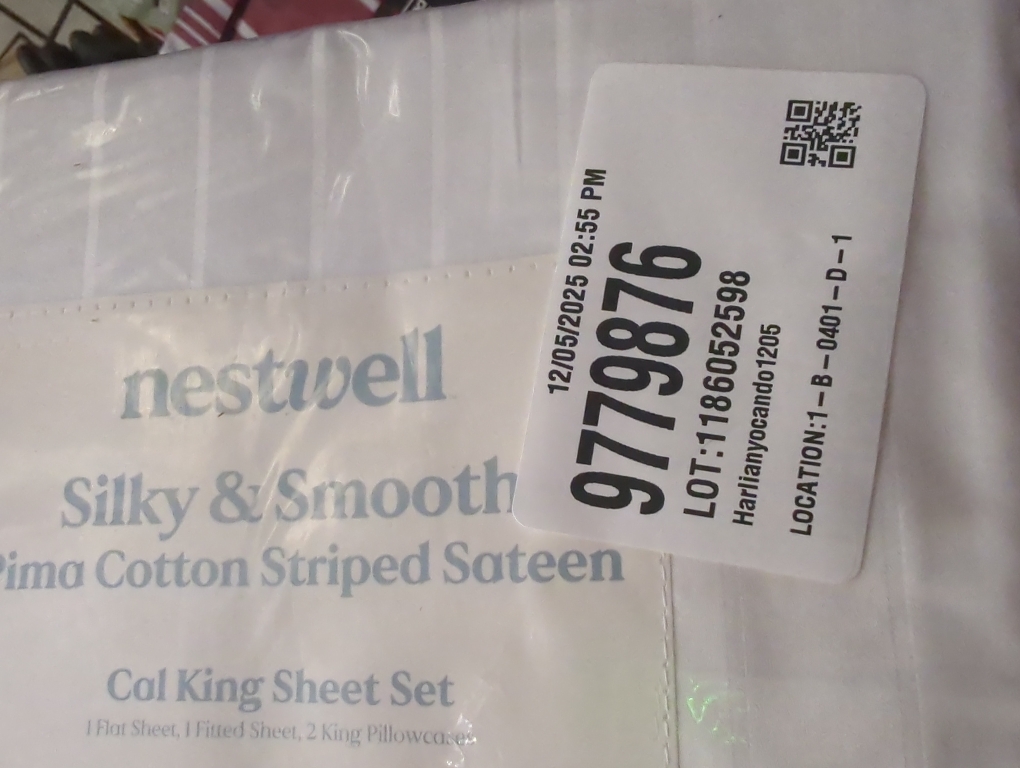 nestwell
Silky & Smooth
Pima Cotton Striped Sateen
Cal King Sheet Set
1 Flat Sheet, 1 Fitted Sheet, 2 King Pillowcases
12/05/2025 02:55 PM
9779876
LOT:1186052598
Harlianyocando1205
LOCATION:1-B-0401-D-1